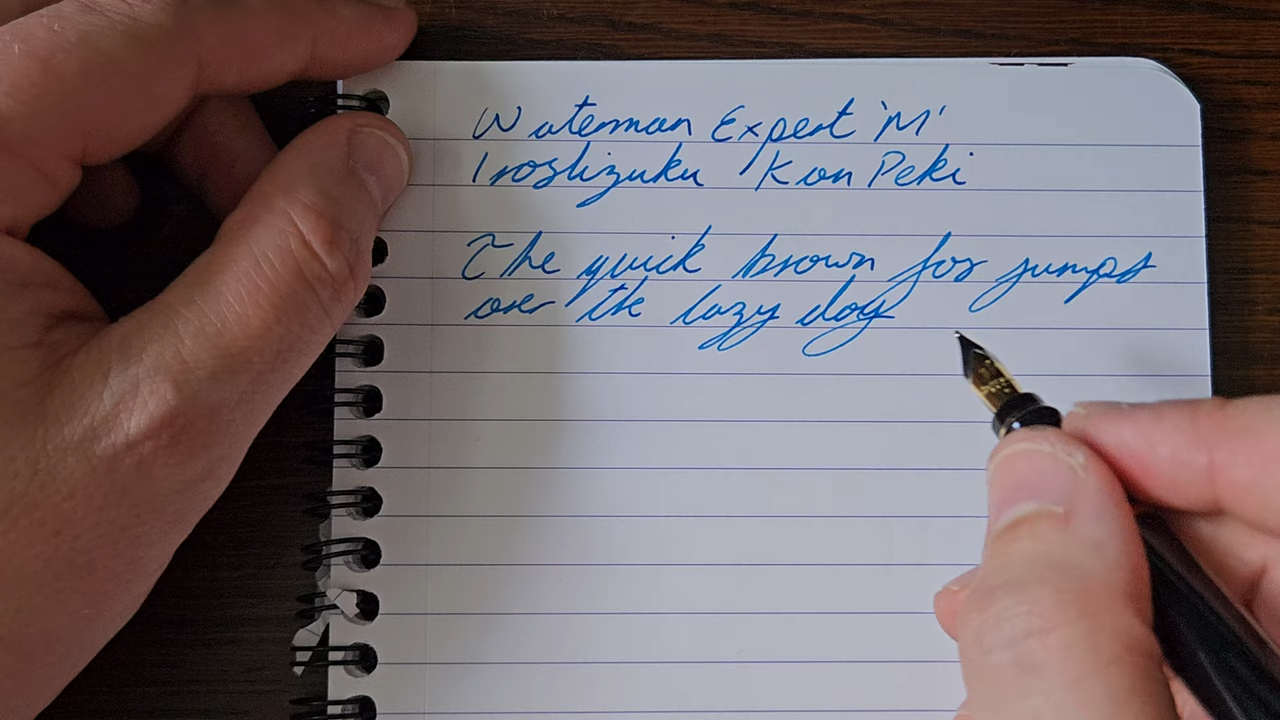 Waterman Expert 'M'
Iroshizuku Kon Peki
The quick brown fox jumps
over the lazy dog